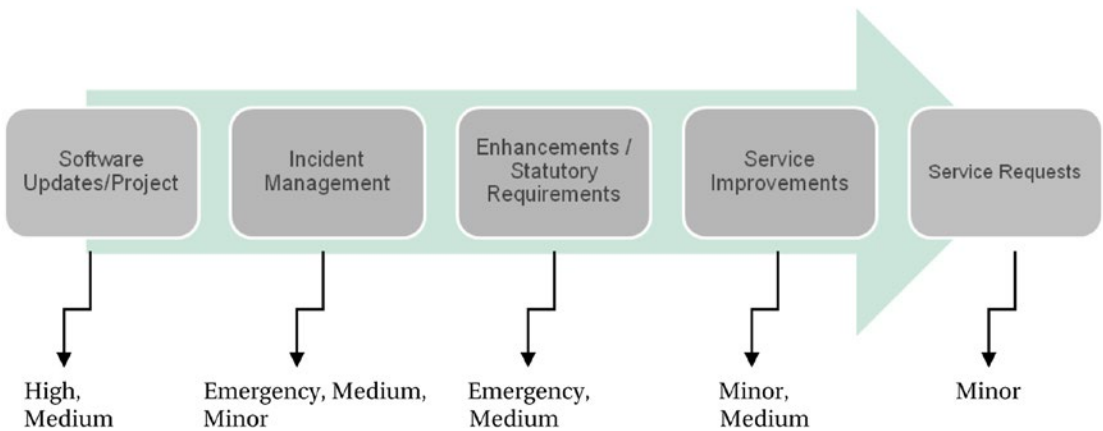 Software
Updates/Project
Incident
Management
Enhancements /
Statutory
Requirements
Service
Improvements
Service Requests
High,
Medium
Emergency, Medium,
Minor
Emergency,
Medium
Minor,
Medium
Minor